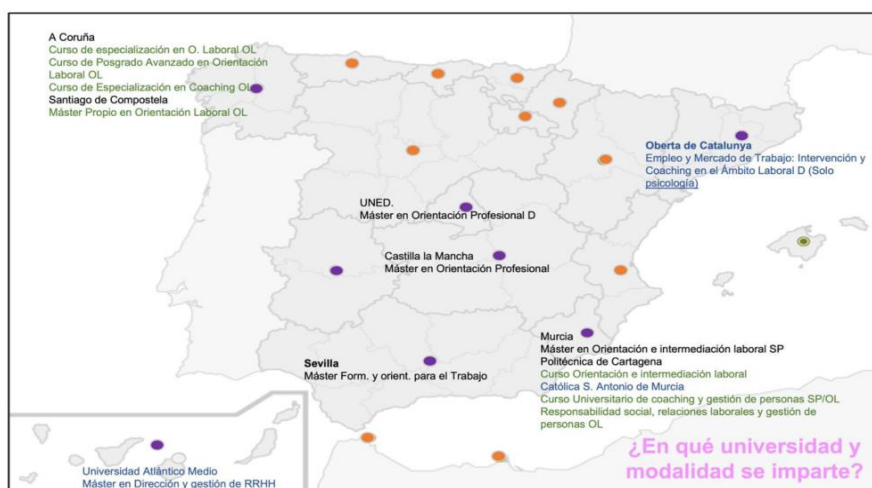 A Coruña
Curso de especialización en O. Laboral OL
Curso de Posgrado Avanzado en Orientación
Laboral OL
Curso de Especialización en Coaching OL
Santiago de Compostela
Máster Propio en Orientación Laboral OL
Oberta de Catalunya
Empleo y Mercado de Trabajo: Intervención y
Coaching en el Ámbito Laboral D (Solo
psicología)
UNED.
Máster en Orientación Profesional D
Castilla la Mancha
Máster en Orientación Profesional
Sevilla
Máster Form. y orient. para el Trabajo
Murcia
Máster en Orientación e intermediación laboral SP
Politécnica de Cartagena
Curso Orientación e intermediación laboral
Católica S. Antonio de Murcia
Curso Universitario de coaching y gestión de personas SP/OL
Responsabilidad social, relaciones laborales y gestión de
personas OL
¿En qué universidad y
modalidad se imparte?
Universidad Atlántico Medio
Máster en Dirección y gestión de RRHH